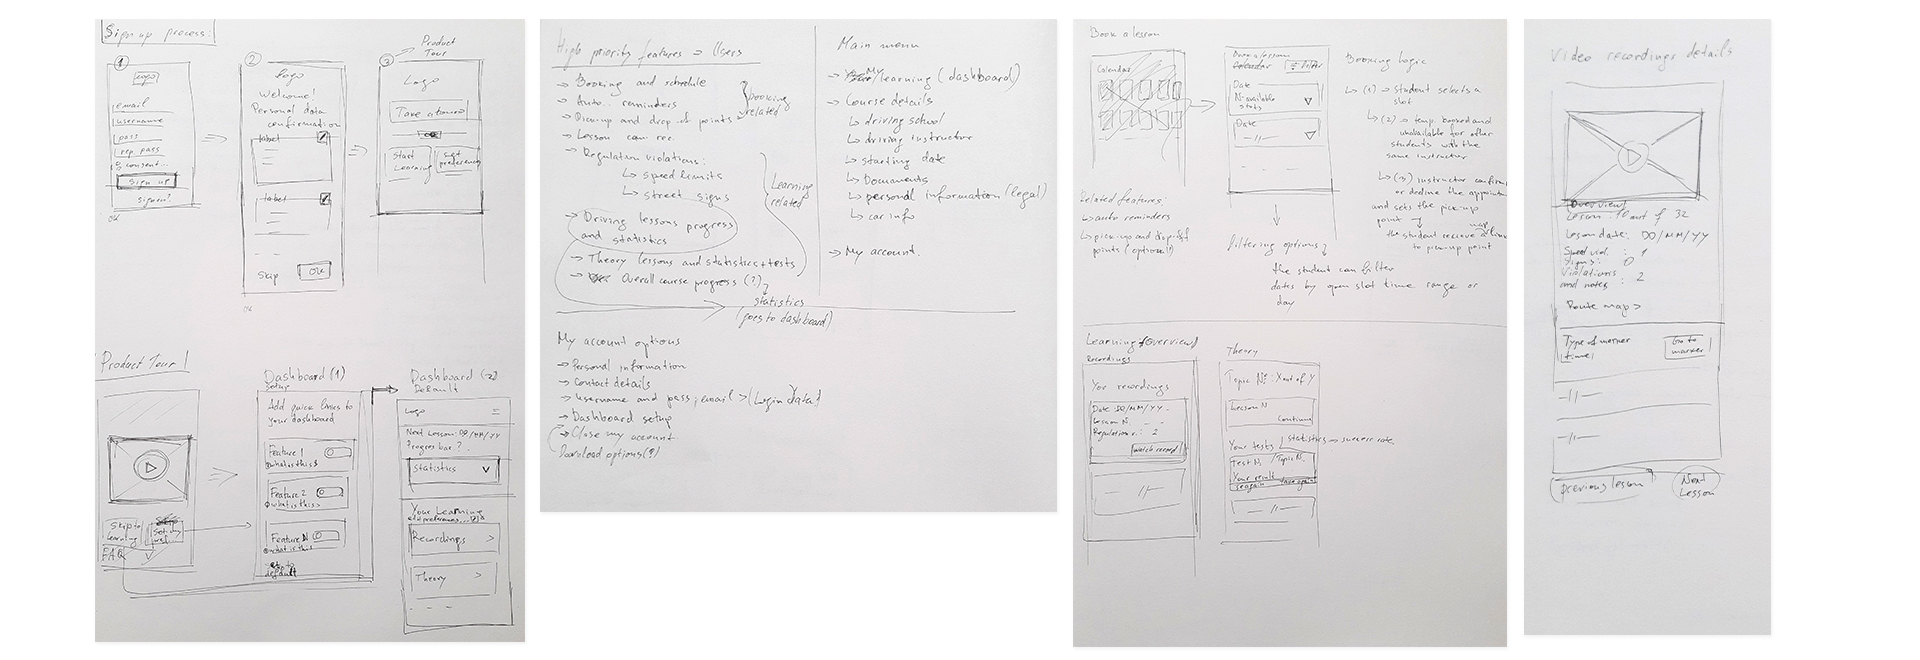 Sign up process:
1
Logo
email
username
pass
rep. pass
consent...
Sign up
Sign in?
OK
2
Logo
Welcome!
Personal data
confirmation
label
label
Skip
OK
OK
3
Product
Tour
Logo
Take a tour
OR
Start
Learning
Set
preferences
Product Tour
Skip to
learning
FAQ
Dashboard (1)
Setup
Add quick links to
your dashboard
Feature 1
what is this
Feature 2
what is this
Feature N
what is this
default
Dashboard (2)
Default
Logo
Next Lesson: DD/MM/YY
Progres bar?
Statistics
Your Learning
preferences...
Recordings >
Theory >
High priority features → Users
→ Booking and schedule
→ Auto. reminders
→ Pick-up and drop-of points
booking
related
→ Lesson cam rec.
→ Regulation violations:
↳ speed limits
↳ street signs
Learning
related
→ Driving lessons progress
and statistics
→ Theory lessons and statistics + tests
→ Overall course progress (?)
statistics
(goes to dashboard)
Main menu
→ My learning (dashboard)
→ Course details
↳ driving school
↳ driving instructor
↳ starting date
↳ Documents
↳ personal information (legal)
↳ car info
→ My account.
My account options
→ Personal information
→ Contact details
→ Username and pass; email > (Login data)
→ Dashboard setup
→ Close my account
Download options(?)
Book a lesson
Calendar
Book a lesson
Calendar
Filter
Date
N: available
slots
Date
-//-
Booking logic
↳ (1) → student selects a
slot
↳ (2) → temp. booked and
unavailable for other
students with the
same instructor
↳ (3) instructor confirm
or decline the appointm
and sets the pick-up
point
the student receive a link
map
to pick-up point
Related features:
↳ auto reminders
↳ pick-up and drop-off
points (optional)
Filtering options
the student can filter
dates by open slot time range or
day
Learning (Overview)
Recordings
Your recordings
Date: DD/MM/YY
Lesson N
Regulation v.: 2
Watch record
-//-
Theory
Topic N: X out of Y
Lesson N
Continue
Your tests
statistics → success rate
Test N
Topic N
Your result
-//-
Video recordings details
Overview
Lesson: 10 out of 32
Lesson date: DD/MM/YY
Speed viol. : 1
Signs: 0
Violations
and notes : 2
Route map >
Type of marker
time
Go to
marker
-//-
-//-
previous lesson
Next
Lesson